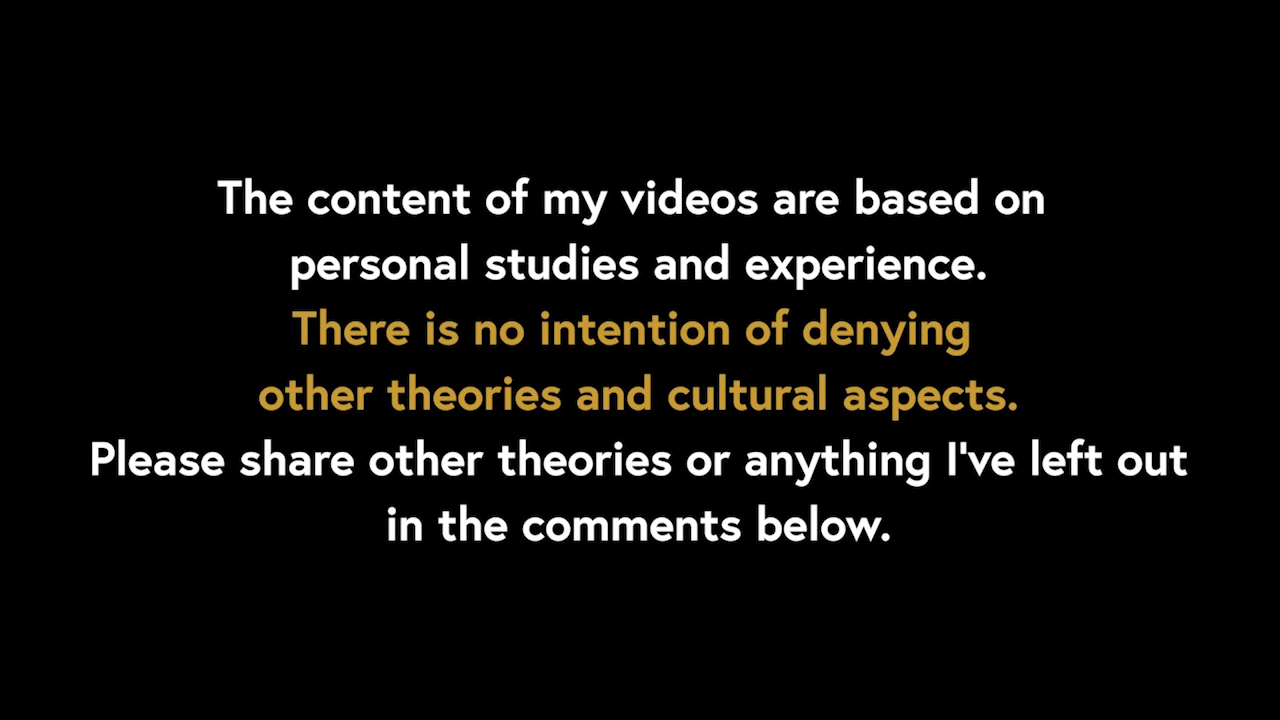 The content of my videos are based on
personal studies and experience.
There is no intention of denying
other theories and cultural aspects.
Please share other theories or anything I've left out
in the comments below.